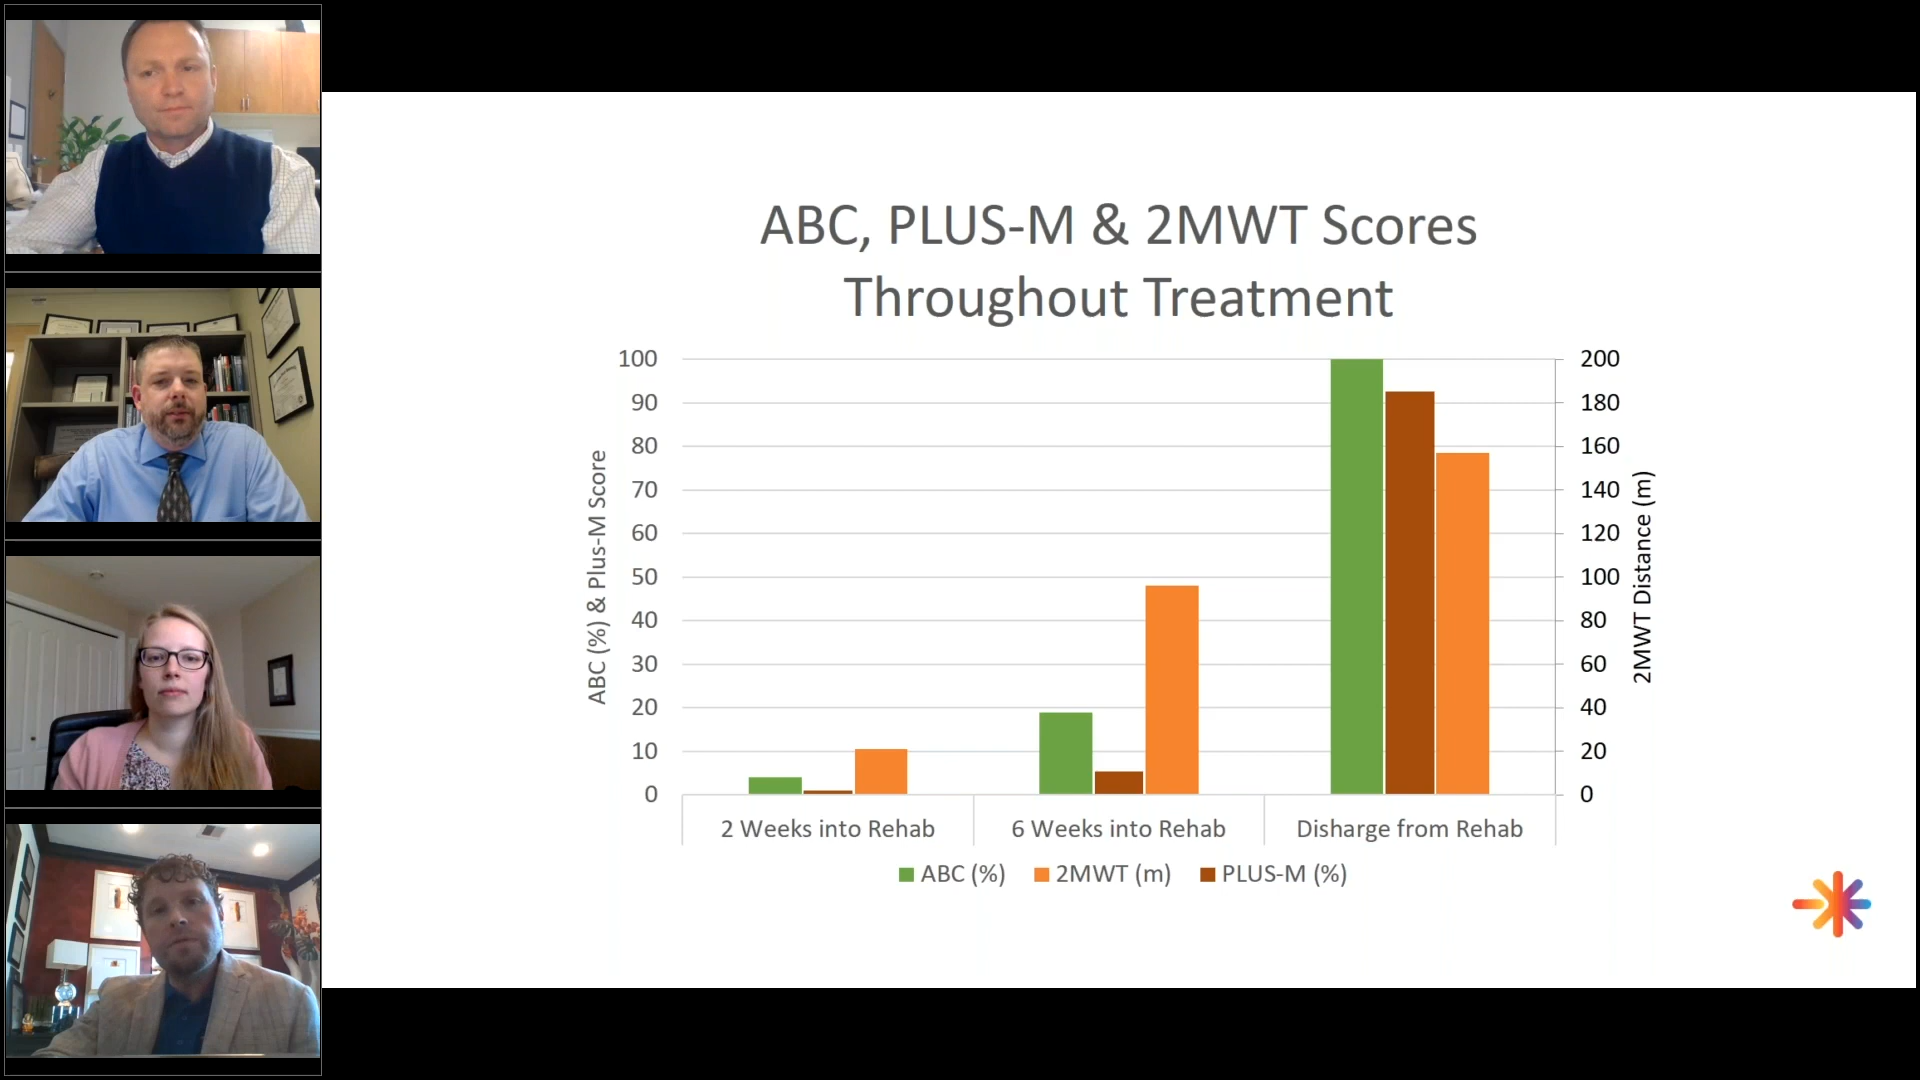 ABC, PLUS-M & 2MWT Scores
Throughout Treatment
ABC (%) & Plus-M Score
100
90
80
70
60
50
40
30
20
10
0
200
180
160
140
120
100
80
60
40
20
0
2MWT Distance (m)
2 Weeks into Rehab
6 Weeks into Rehab
Disharge from Rehab
ABC (%)
2MWT (m)
PLUS-M (%)